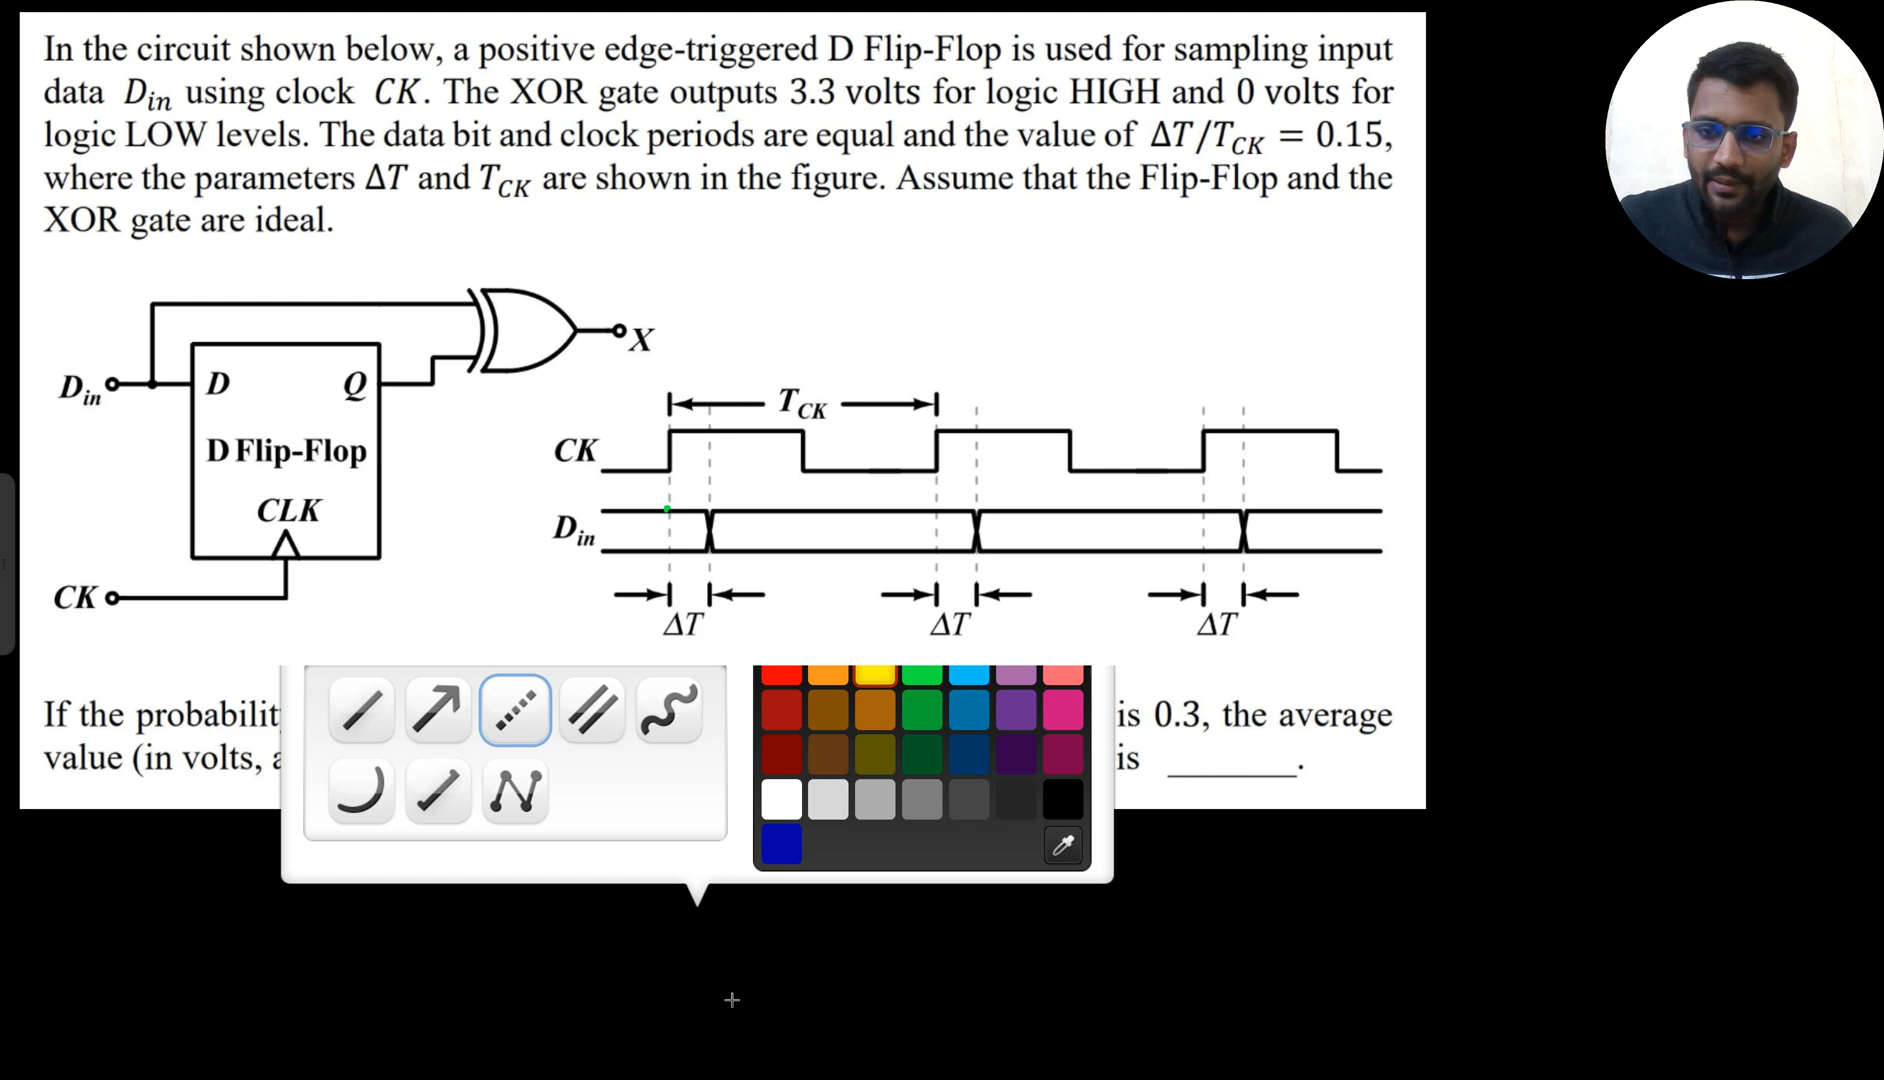 In the circuit shown below, a positive edge-triggered D Flip-Flop is used for sampling input
data D_in using clock CK. The XOR gate outputs 3.3 volts for logic HIGH and 0 volts for
logic LOW levels. The data bit and clock periods are equal and the value of ΔT/T_CK = 0.15,
where the parameters ΔT and T_CK are shown in the figure. Assume that the Flip-Flop and the
XOR gate are ideal.
X
D_in
D Q
D Flip-Flop
CLK
CK
T_CK
CK
D_in
ΔT ΔT ΔT
If the probabilit is 0.3, the average
value (in volts, is ______.